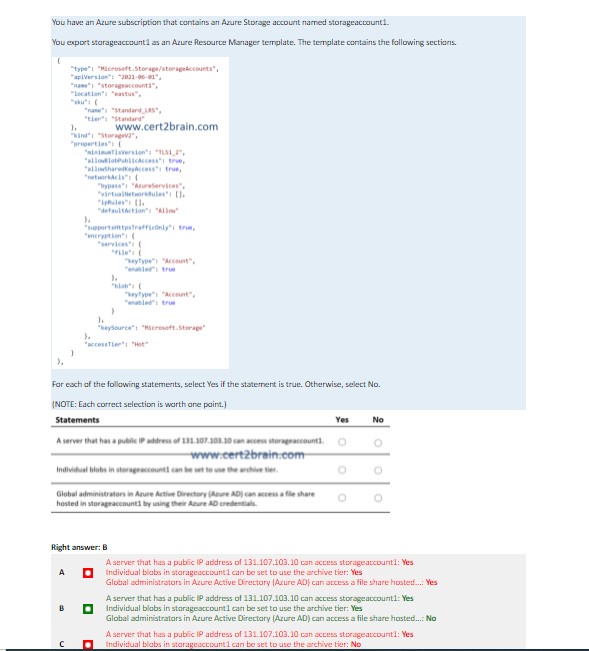 You have an Azure subscription that contains an Azure Storage account named storageaccount1.
You export storageaccount1 as an Azure Resource Manager template. The template contains the following sections.
{
"type": "Microsoft.Storage/storageAccounts",
"apiVersion": "2021-06-01",
"name": "storageaccount1",
"location": "eastus",
"sku": {
"name": "Standard_LRS",
"tier": "Standard"
},
www.cert2brain.com
"kind": "StorageV2",
"properties": {
"minimumTlsVersion": "TLS1_2",
"allowBlobPublicAccess": true,
"allowSharedKeyAccess": true,
"networkAcls": {
"bypass": "AzureServices",
"virtualNetworkRules": [],
"ipRules": [],
"defaultAction": "Allow"
},
"supportsHttpsTrafficOnly": true,
"encryption": {
"services": {
"file": {
"keyType": "Account",
"enabled": true
},
"blob": {
"keyType": "Account",
"enabled": true
}
},
"keySource": "Microsoft.Storage"
},
"accessTier": "Hot"
}
},
For each of the following statements, select Yes if the statement is true. Otherwise, select No.
(NOTE: Each correct selection is worth one point.)
Statements Yes No
A server that has a public IP address of 131.107.103.10 can access storageaccount1.
www.cert2brain.com
Individual blobs in storageaccount1 can be set to use the archive tier.
Global administrators in Azure Active Directory (Azure AD) can access a file share
hosted in storageaccount1 by using their Azure AD credentials.
Right answer: B
A server that has a public IP address of 131.107.103.10 can access storageaccount1: Yes
A Individual blobs in storageaccount1 can be set to use the archive tier: Yes
Global administrators in Azure Active Directory (Azure AD) can access a file share hosted...: Yes
A server that has a public IP address of 131.107.103.10 can access storageaccount1: Yes
B Individual blobs in storageaccount1 can be set to use the archive tier: Yes
Global administrators in Azure Active Directory (Azure AD) can access a file share hosted...: No
A server that has a public IP address of 131.107.103.10 can access storageaccount1: Yes
C Individual blobs in storageaccount1 can be set to use the archive tier: No